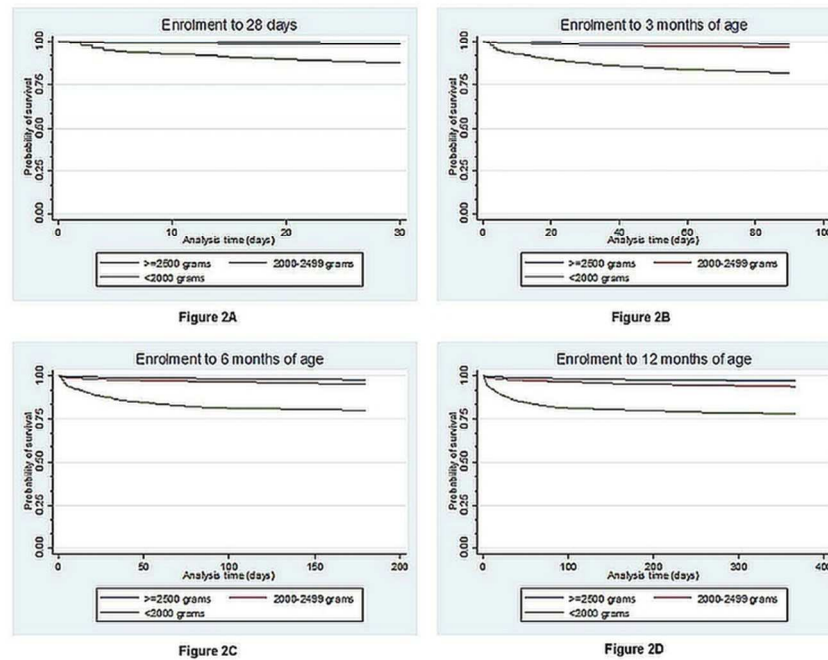 Enrolment to 28 days
Probability of survival
1.00
0.75
0.50
0.25
0.00
0 10 20 30
Analysis time (days)
>=2500 grams 2000-2499 grams
<2000 grams
Figure 2A
Enrolment to 3 months of age
Probability of survival
1.00
0.75
0.50
0.25
0.00
0 20 40 60 80 100
Analysis time (days)
>=2500 grams 2000-2499 grams
<2000 grams
Figure 2B
Enrolment to 6 months of age
Probability of survival
1.00
0.75
0.50
0.25
0.00
0 50 100 150 200
Analysis time (days)
>=2500 grams 2000-2499 grams
<2000 grams
Figure 2C
Enrolment to 12 months of age
Probability of survival
1.00
0.75
0.50
0.25
0.00
0 100 200 300 400
Analysis time (days)
>=2500 grams 2000-2499 grams
<2000 grams
Figure 2D